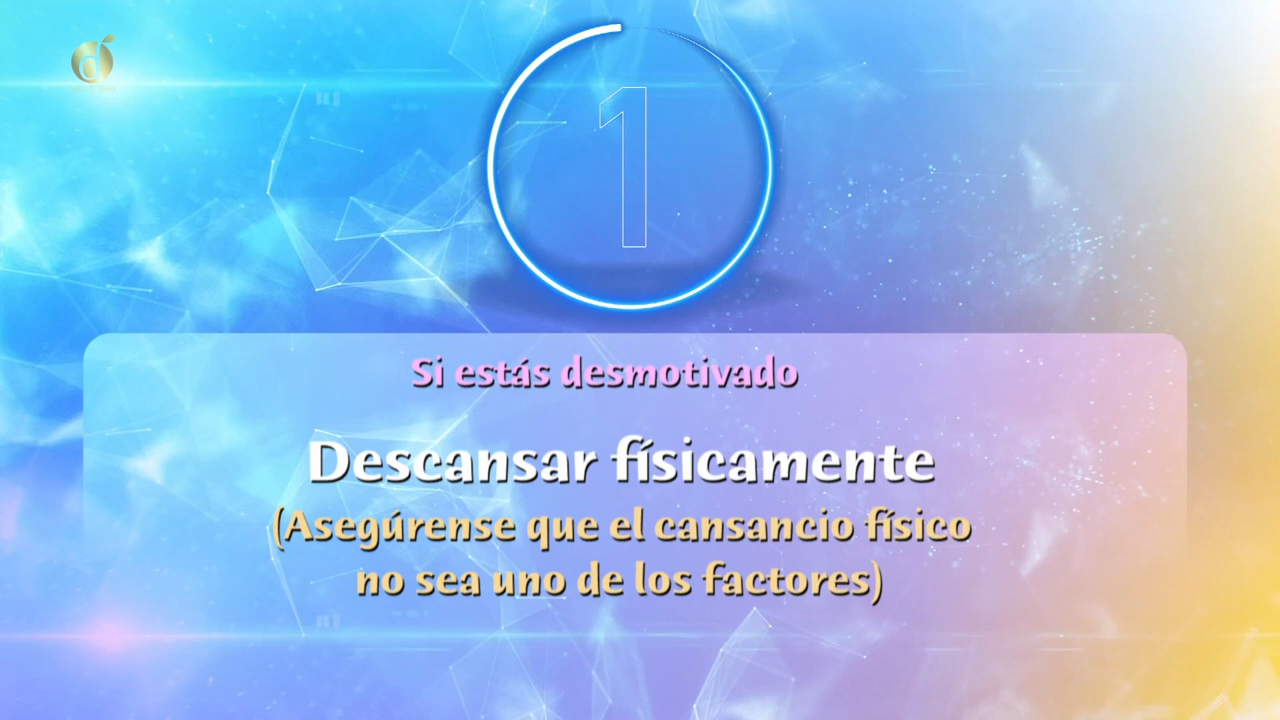 1
Si estás desmotivado
Descansar físicamente
(Asegúrense que el cansancio físico
no sea uno de los factores)